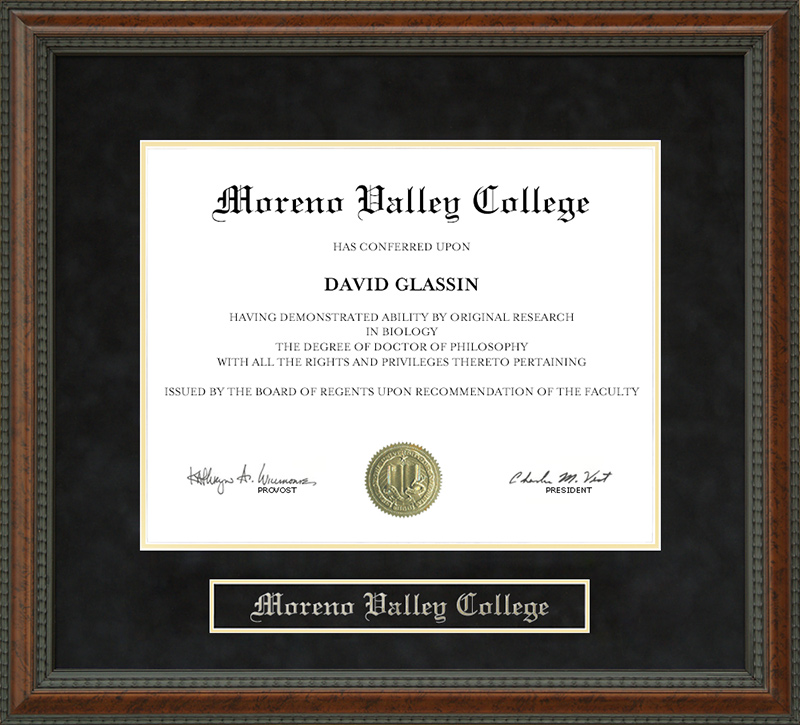 Moreno Valley College
HAS CONFERRED UPON
DAVID GLASSIN
HAVING DEMONSTRATED ABILITY BY ORIGINAL RESEARCH
IN BIOLOGY
THE DEGREE OF DOCTOR OF PHILOSOPHY
WITH ALL THE RIGHTS AND PRIVILEGES THERETO PERTAINING
ISSUED BY THE BOARD OF REGENTS UPON RECOMMENDATION OF THE FACULTY
PROVOST
Charles M. Vest
PRESIDENT
Moreno Valley College